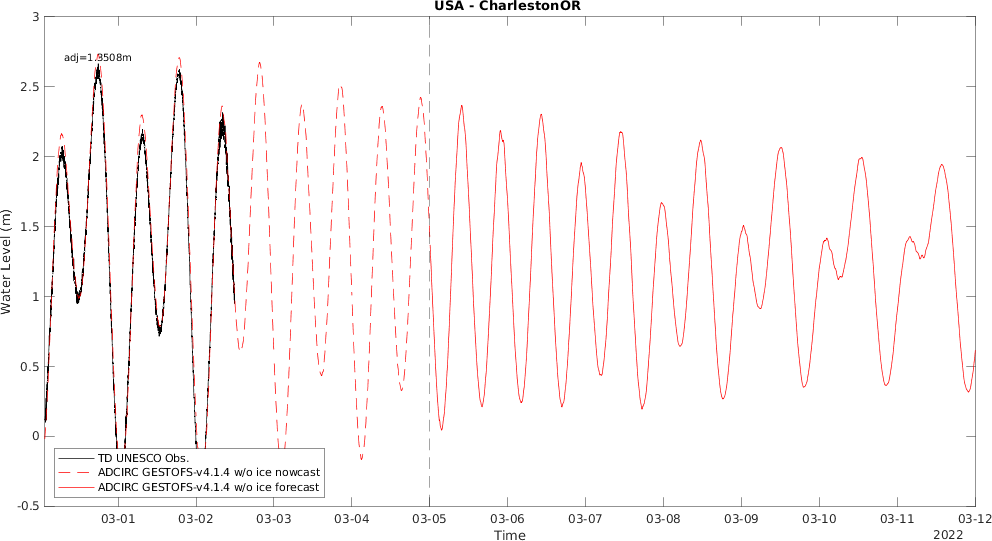 USA - CharlestonOR
adj=1.3508m
3
2.5
2
1.5
1
0.5
0
-0.5
Water Level (m)
TD UNESCO Obs.
ADCIRC GESTOFS-v4.1.4 w/o ice nowcast
ADCIRC GESTOFS-v4.1.4 w/o ice forecast
03-01 03-02 03-03 03-04 03-05 03-06 03-07 03-08 03-09 03-10 03-11 03-12
Time
2022